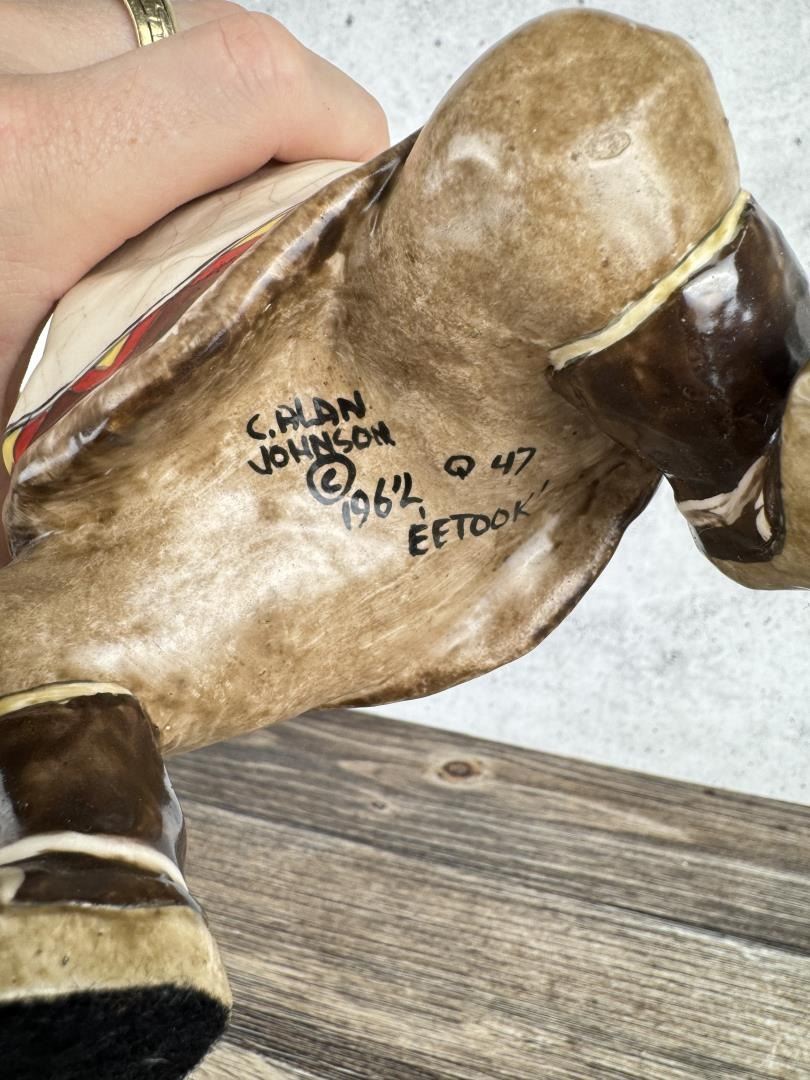 C. ALAN
JOHNSON
© 1962
Q 47
'EETOOK'